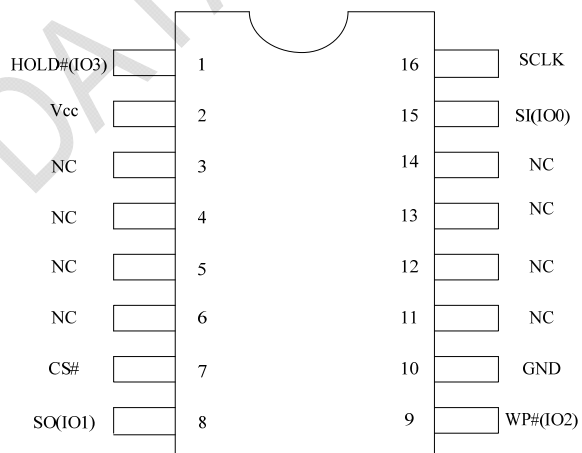 HOLD#(IO3) 1 16 SCLK
Vcc 2 15 SI(IO0)
NC 3 14 NC
NC 4 13 NC
NC 5 12 NC
NC 6 11 NC
CS# 7 10 GND
SO(IO1) 8 9 WP#(IO2)